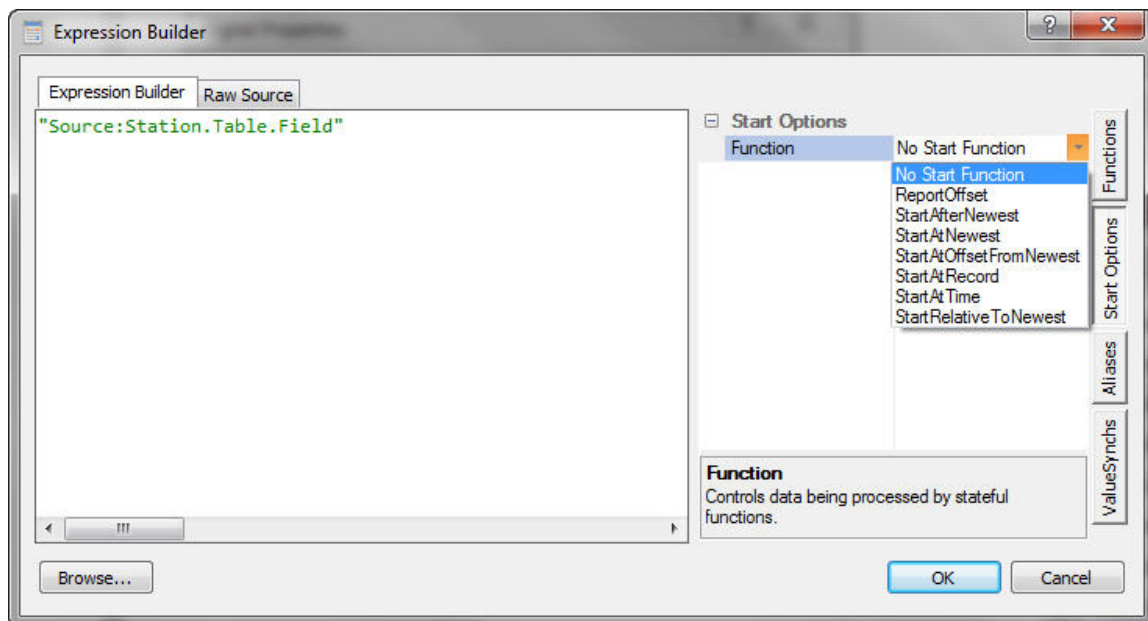 Expression Builder
Expression Builder
Raw Source
"Source:Station.Table.Field"
Start Options
Function
No Start Function
No Start Function
ReportOffset
StartAfterNewest
StartAtNewest
StartAtOffsetFromNewest
StartAtRecord
StartAtTime
StartRelativeToNewest
Functions
Start Options
Aliases
ValueSynchs
Function
Controls data being processed by stateful
functions.
Browse...
OK
Cancel